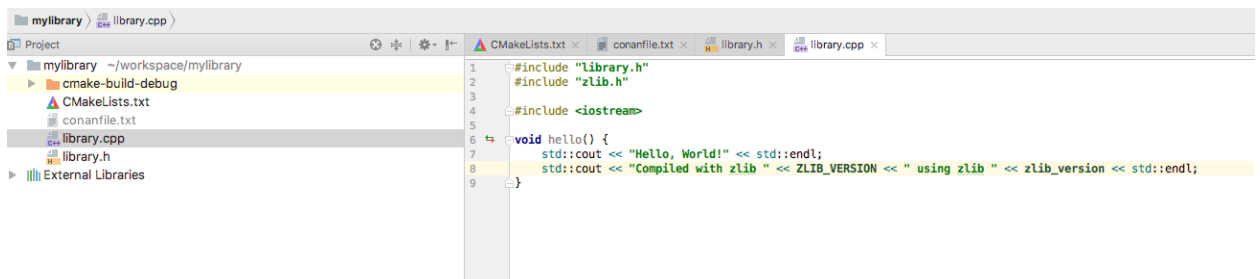 mylibrary library.cpp
Project
mylibrary ~/workspace/mylibrary
cmake-build-debug
CMakeLists.txt
conanfile.txt
library.cpp
library.h
External Libraries
CMakeLists.txt conanfile.txt library.h library.cpp
1 #include "library.h"
2 #include "zlib.h"
3
4 #include <iostream>
5
6 void hello() {
7 std::cout << "Hello, World!" << std::endl;
8 std::cout << "Compiled with zlib " << ZLIB_VERSION << " using zlib " << zlib_version << std::endl;
9 }